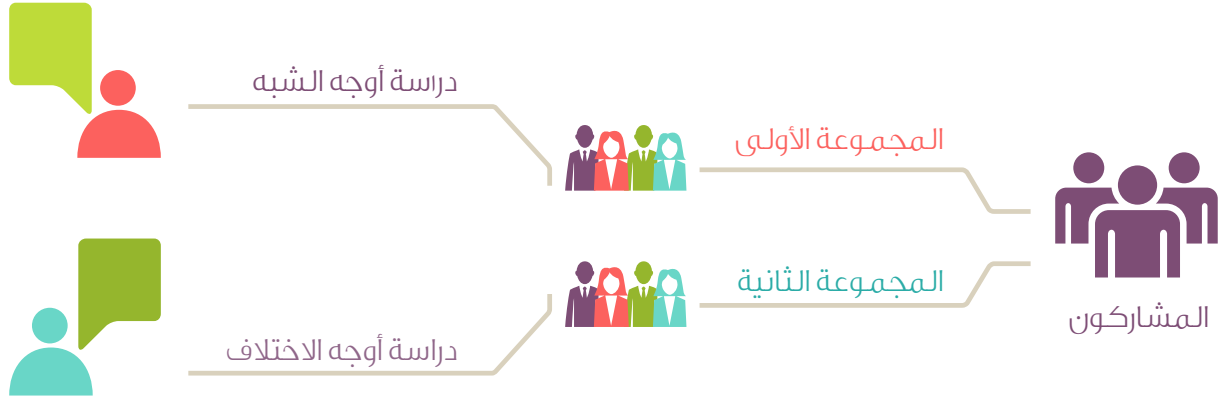 المشاركون
المجموعة الأولى
دراسة أوجه الشبه
المجموعة الثانية
دراسة أوجه الاختلاف